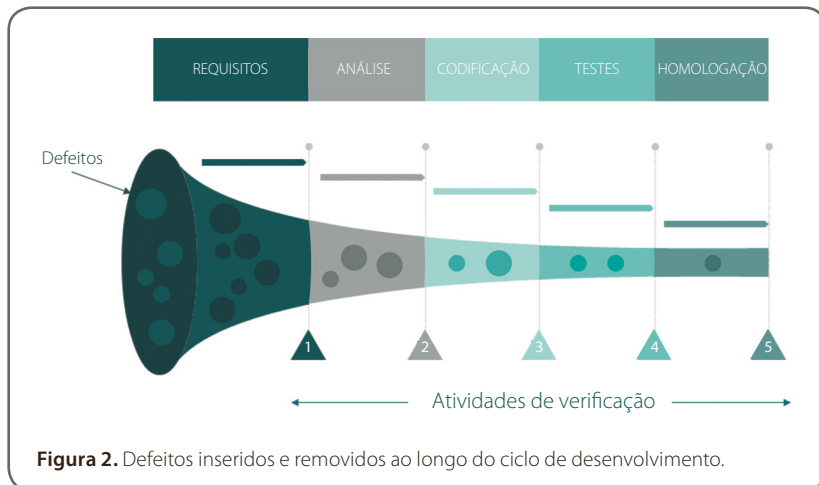 REQUISITOS ANÁLISE CODIFICAÇÃO TESTES HOMOLOGAÇÃO
Defeitos
1 2 3 4 5
Atividades de verificação
Figura 2. Defeitos inseridos e removidos ao longo do ciclo de desenvolvimento.